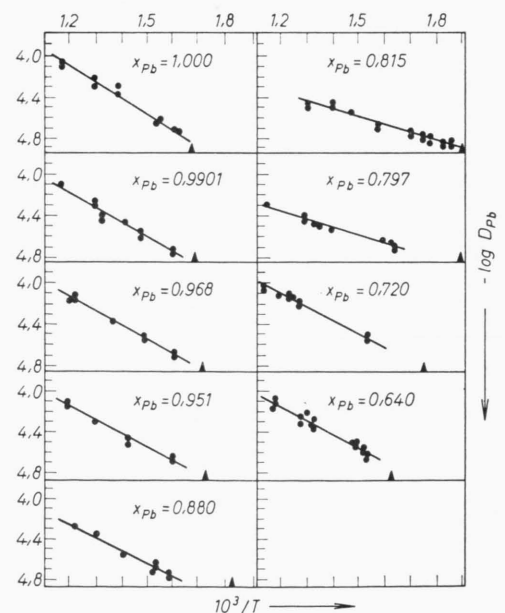 1,2 1,5 1,8 1,2 1,5 1,8
4,0
4,4
4,8
x_Pb=1,000
x_Pb=0,815
4,0
4,4
4,8
x_Pb=0,9901
x_Pb=0,797
4,0
4,4
4,8
x_Pb=0,968
x_Pb=0,720
4,0
4,4
4,8
x_Pb=0,951
x_Pb=0,640
4,0
4,4
4,8
x_Pb=0,880
- log D_Pb
10³/T